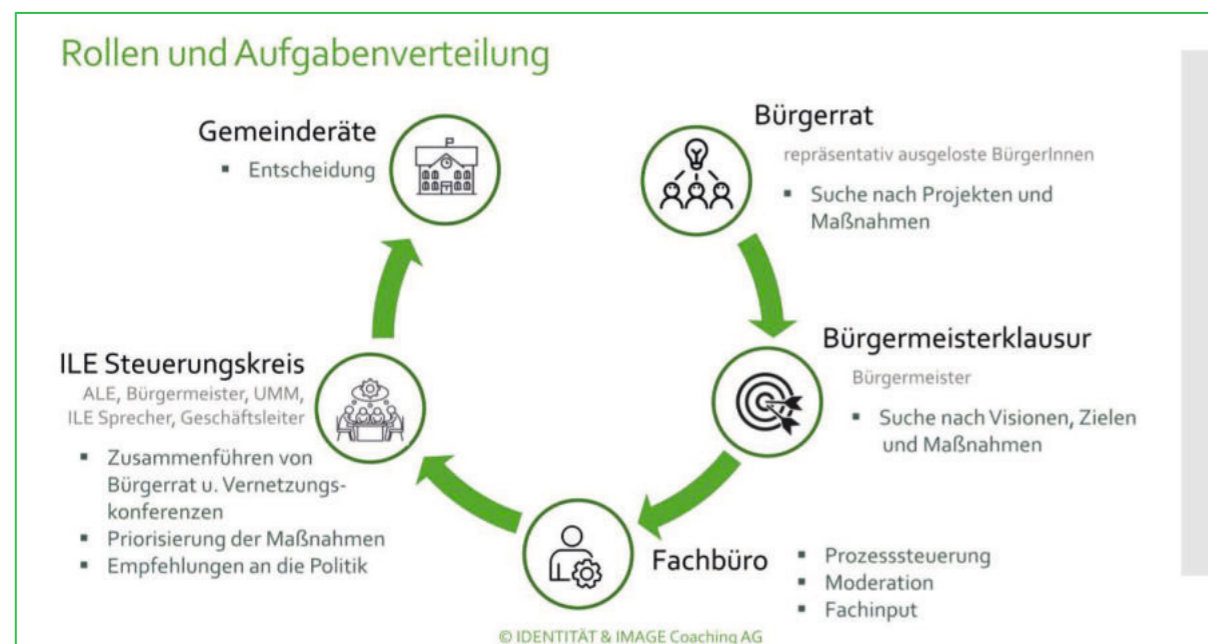 Rollen und Aufgabenverteilung
Gemeinderäte
▪ Entscheidung
Bürgerrat
repräsentativ ausgeloste BürgerInnen
▪ Suche nach Projekten und
Maßnahmen
Bürgermeisterklausur
Bürgermeister
▪ Suche nach Visionen, Zielen
und Maßnahmen
ILE Steuerungskreis
ALE, Bürgermeister, UMM,
ILE Sprecher, Geschäftsleiter
▪ Zusammenführen von
Bürgerrat u. Vernetzungs-
konferenzen
▪ Priorisierung der Maßnahmen
▪ Empfehlungen an die Politik
Fachbüro
▪ Prozesssteuerung
▪ Moderation
▪ Fachinput
© IDENTITÄT & IMAGE Coaching AG